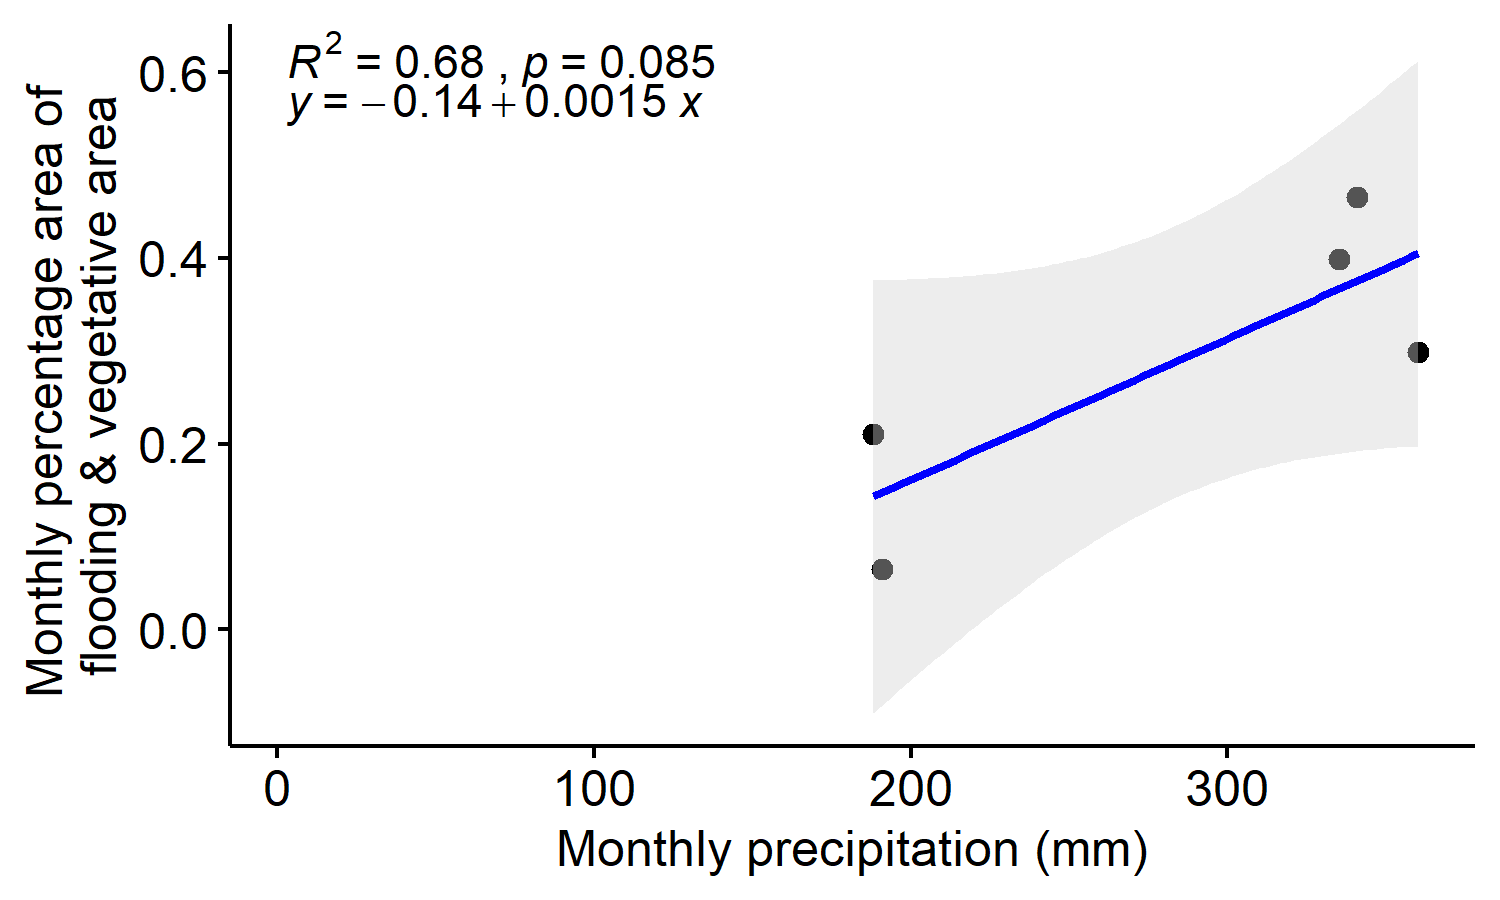 R² = 0.68 , p = 0.085
y = −0.14+0.0015 x
Monthly percentage area of
flooding & vegetative area
0.6
0.4
0.2
0.0
0
100
200
300
Monthly precipitation (mm)